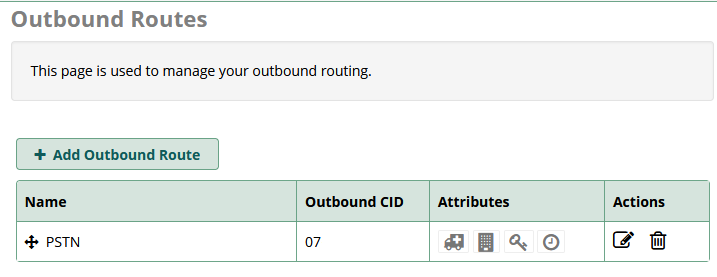 Outbound Routes
This page is used to manage your outbound routing.
+ Add Outbound Route
Name Outbound CID Attributes Actions
PSTN 07